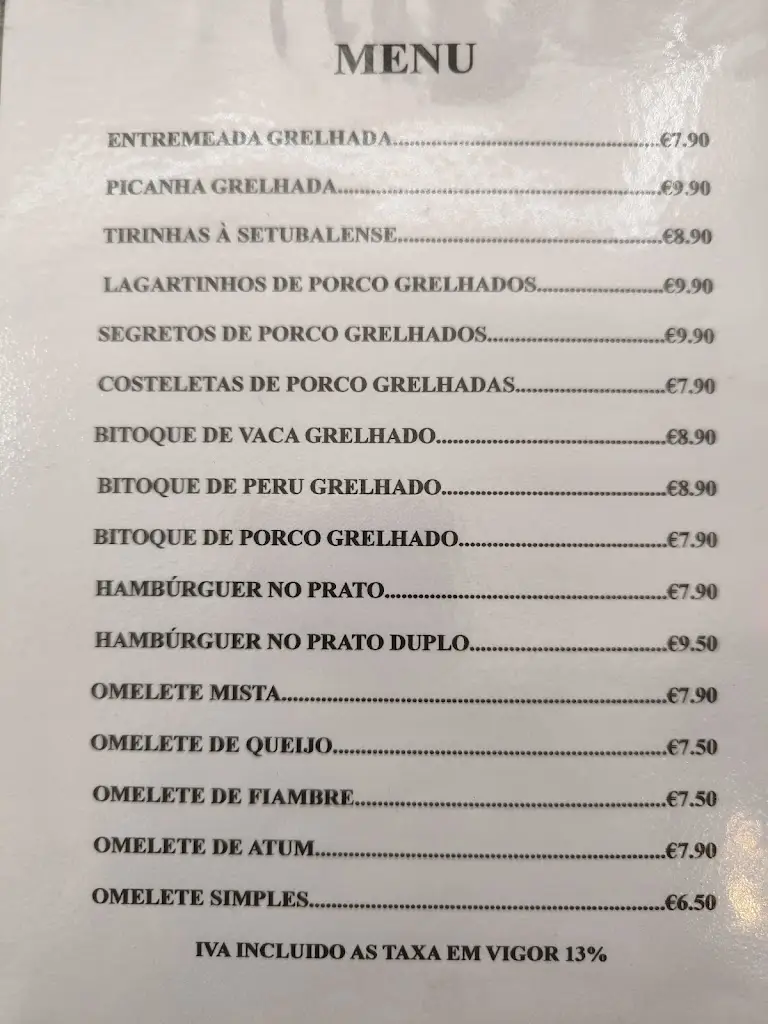 MENU
ENTREMEADA GRELHADA..................................................€7.90
PICANHA GRELHADA............................................................€9.90
TIRINHAS À SETUBALENSE.................................................€8.90
LAGARTINHOS DE PORCO GRELHADOS.......................€9.90
SEGRETOS DE PORCO GRELHADOS.................................€9.90
COSTELETAS DE PORCO GRELHADAS............................€7.90
BITOQUE DE VACA GRELHADO...........................................€8.90
BITOQUE DE PERU GRELHADO..........................................€8.90
BITOQUE DE PORCO GRELHADO.......................................€7.90
HAMBÚRGUER NO PRATO.....................................................€7.90
HAMBÚRGUER NO PRATO DUPLO.....................................€9.50
OMELETE MISTA........................................................................€7.90
OMELETE DE QUEIJO...............................................................€7.50
OMELETE DE FIAMBRE...........................................................€7.50
OMELETE DE ATUM..................................................................€7.90
OMELETE SIMPLES...................................................................€6.50
IVA INCLUIDO AS TAXA EM VIGOR 13%